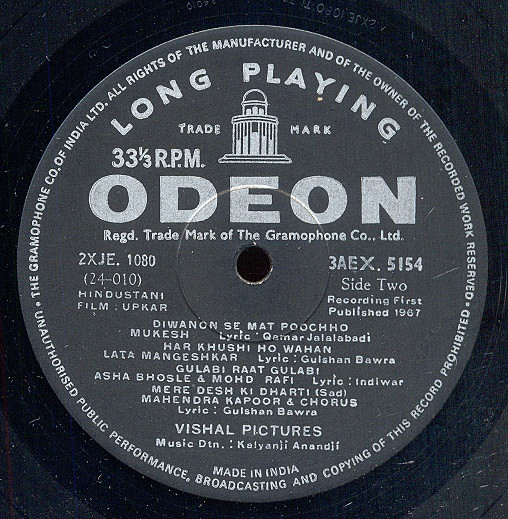 THE GRAMOPHONE CO. OF INDIA LTD. ALL RIGHTS OF THE MANUFACTURER AND OF THE OWNER OF THE RECORDED WORK RESERVED
UNAUTHORISED PUBLIC PERFORMANCE, BROADCASTING AND COPYING OF THIS RECORD PROHIBITED
LONG PLAYING
TRADE MARK
33⅓ R.P.M.
ODEON
Regd. Trade Mark of The Gramophone Co., Ltd.
2XJE. 1080 3AEX. 5154
(24-010) Side Two
HINDUSTANI Recording First
FILM : UPKAR Published 1967
DIWANON SE MAT POOCHHO
MUKESH Lyric : Qamar Jalalabadi
HAR KHUSHI HO WAHAN
LATA MANGESHKAR Lyric : Gulshan Bawra
GULABI RAAT GULABI
ASHA BHOSLE & MOHD RAFI Lyric : Indiwar
MERE DESH KI DHARTI (Sad)
MAHENDRA KAPOOR & CHORUS
Lyric : Gulshan Bawra
VISHAL PICTURES
Music Dtn. : Kalyanji Anandji
MADE IN INDIA